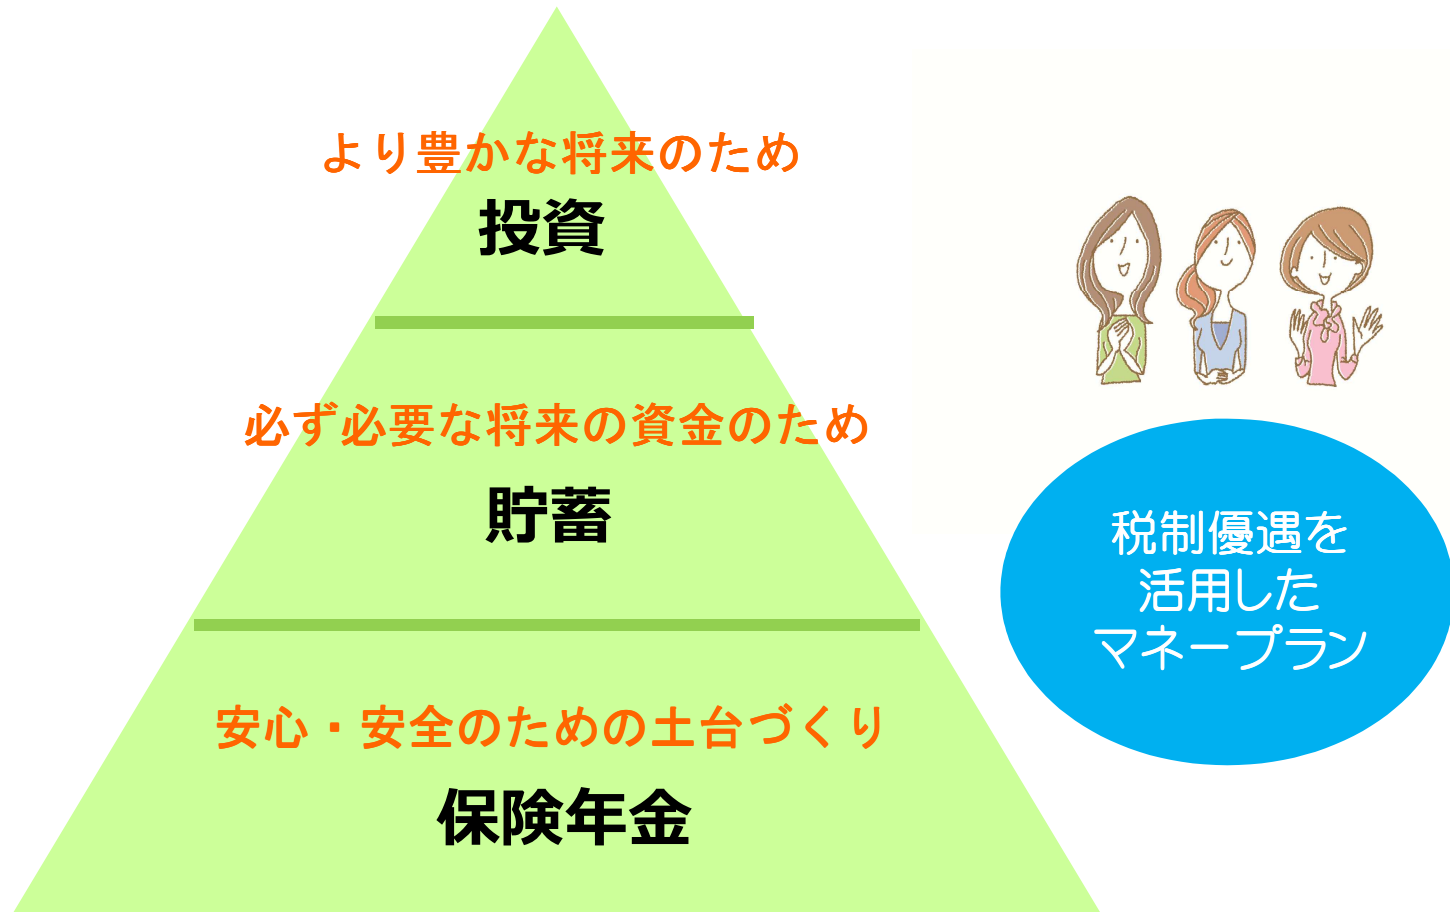 より豊かな将来のため
投資
必ず必要な将来の資金のため
貯蓄
安心・安全のための土台づくり
保険年金
税制優遇を
活用した
マネープラン